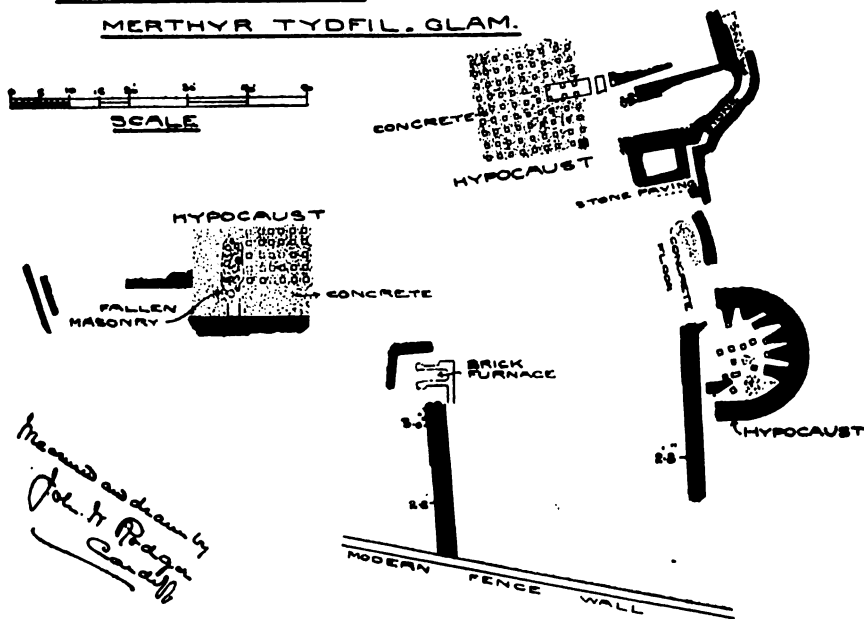 MERTHYR TYDFIL. GLAM.
SCALE
CONCRETE
HYPOCAUST
STONE PAVING
HYPOCAUST
CONCRETE
FLOOR
FALLEN
MASONRY
CONCRETE
BRICK
FURNACE
HYPOCAUST
2.8
2.6
MODERN FENCE WALL
Measured and drawn by
John W Rodger
Cardiff